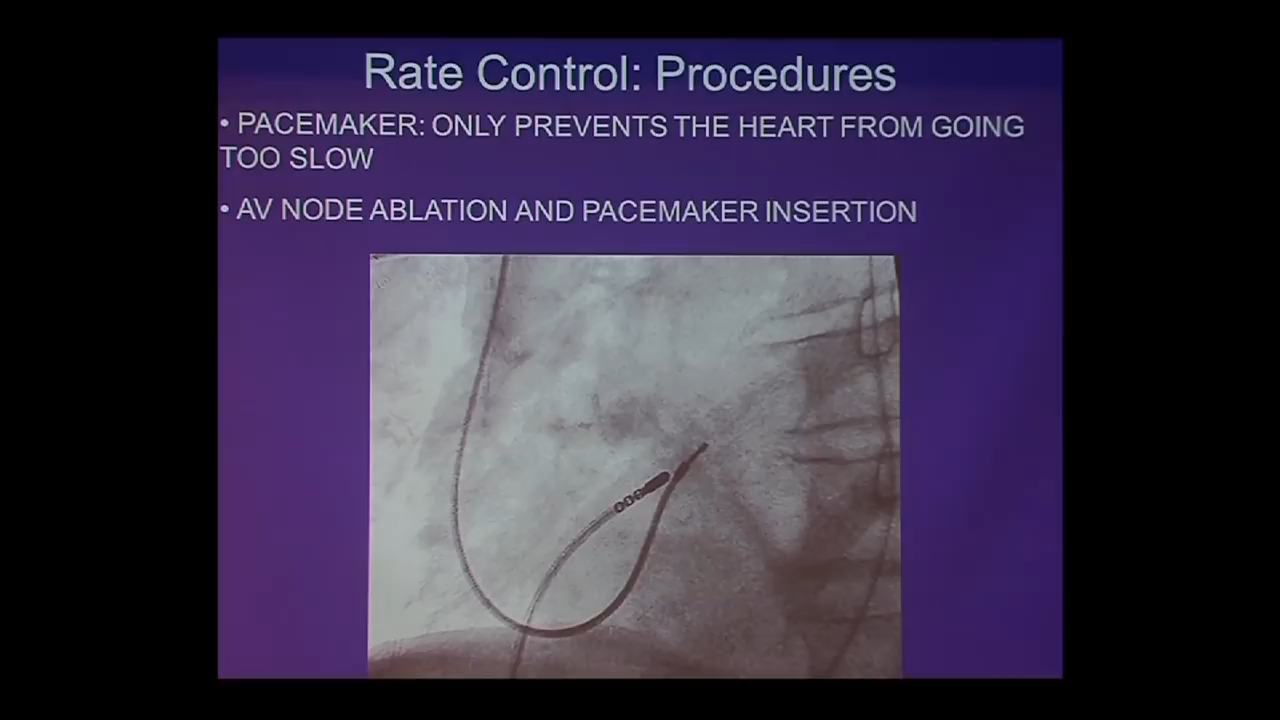 Rate Control: Procedures
• PACEMAKER: ONLY PREVENTS THE HEART FROM GOING
TOO SLOW
• AV NODE ABLATION AND PACEMAKER INSERTION